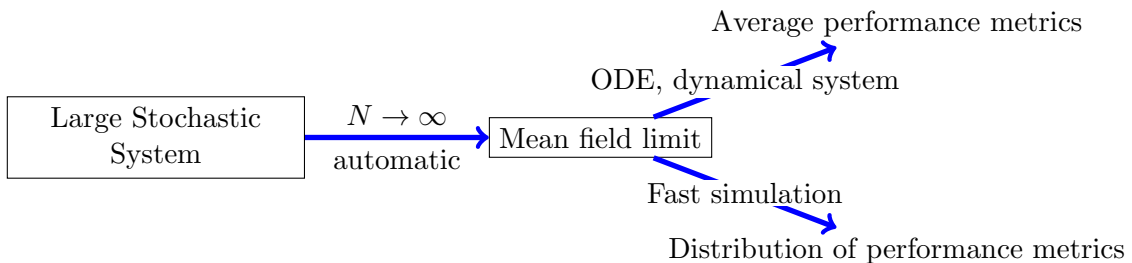 Large Stochastic
System
N → ∞
automatic
Mean field limit
Average performance metrics
ODE, dynamical system
Fast simulation
Distribution of performance metrics